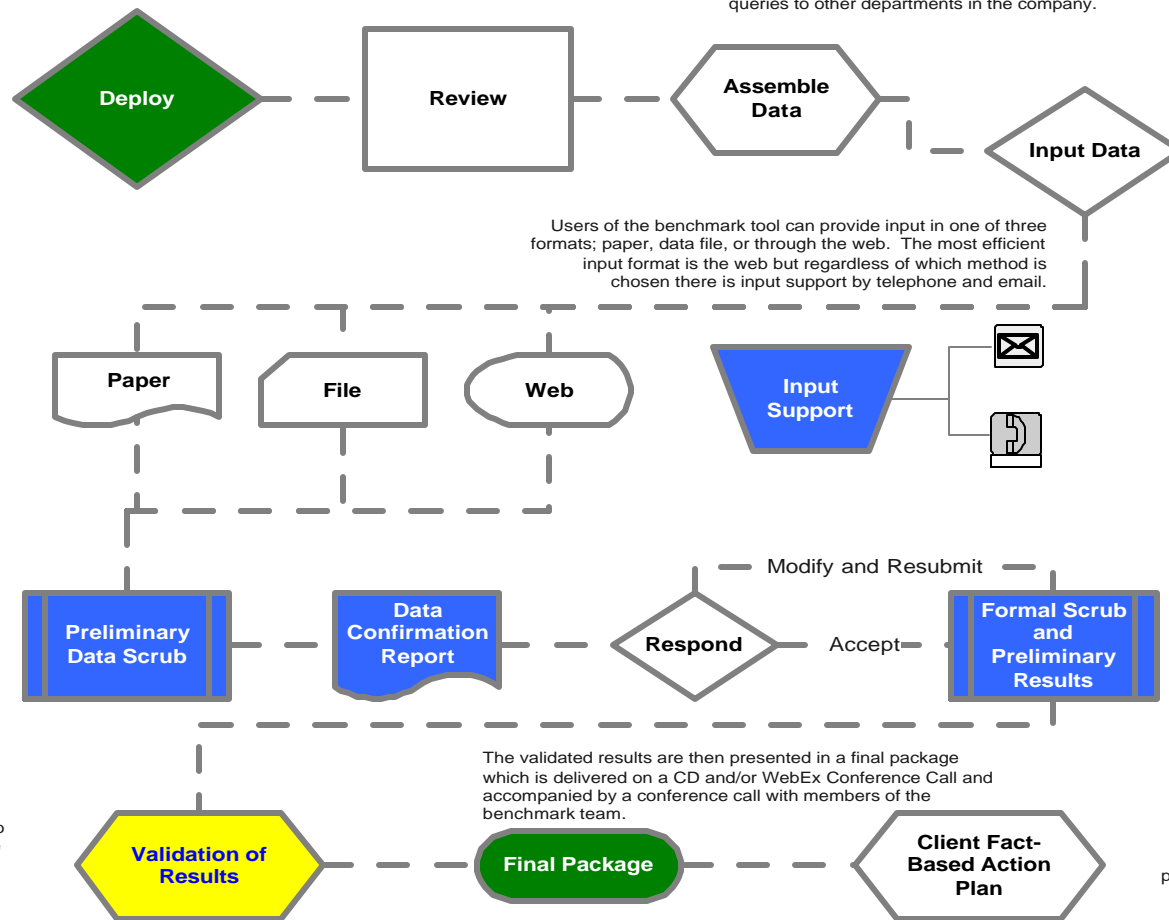 queries to other departments in the company.
Deploy
Review
Assemble
Data
Input Data
Users of the benchmark tool can provide input in one of three
formats; paper, data file, or through the web. The most efficient
input format is the web but regardless of which method is
chosen there is input support by telephone and email.
Paper
File
Web
Input
Support
Modify and Resubmit
Preliminary
Data Scrub
Data
Confirmation
Report
Respond
Accept
Formal Scrub
and
Preliminary
Results
The validated results are then presented in a final package
which is delivered on a CD and/or WebEx Conference Call and
accompanied by a conference call with members of the
benchmark team.
Validation of
Results
Final Package
Client Fact-
Based Action
Plan